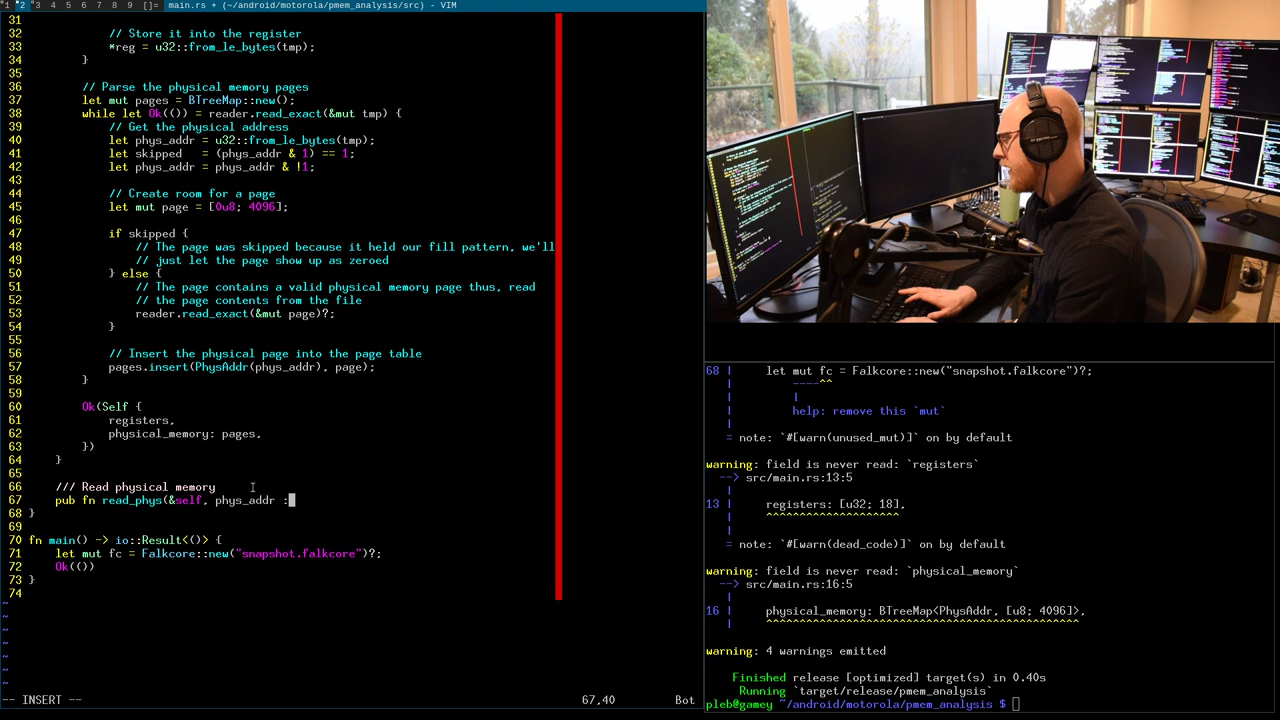 1 2 3 4 5 6 7 8 9 []= main.rs + (~/android/motorola/pmem_analysis/src) - VIM
31
32 // Store it into the register
33 *reg = u32::from_le_bytes(tmp);
34 }
35
36 // Parse the physical memory pages
37 let mut pages = BTreeMap::new();
38 while let Ok(()) = reader.read_exact(&mut tmp) {
39 // Get the physical address
40 let phys_addr = u32::from_le_bytes(tmp);
41 let skipped   = (phys_addr & 1) == 1;
42 let phys_addr = phys_addr & !1;
43
44 // Create room for a page
45 let mut page = [0u8; 4096];
46
47 if skipped {
48 // The page was skipped because it held our fill pattern, we'll
49 // just let the page show up as zeroed
50 } else {
51 // The page contains a valid physical memory page thus, read
52 // the page contents from the file
53 reader.read_exact(&mut page)?;
54 }
55
56 // Insert the physical page into the page table
57 pages.insert(PhysAddr(phys_addr), page);
58 }
59
60 Ok(Self {
61 registers,
62 physical_memory: pages,
63 })
64 }
65
66 /// Read physical memory
67 pub fn read_phys(&self, phys_addr :
68 }
69
70 fn main() -> io::Result<()> {
71 let mut fc = Falkcore::new("snapshot.falkcore")?;
72 Ok(())
73 }
74
~
~
~
~
~
~
~
-- INSERT -- 67,40 Bot
68 | let mut fc = Falkcore::new("snapshot.falkcore")?;
| ----^^
| |
| help: remove this `mut`
|
= note: `#[warn(unused_mut)]` on by default
warning: field is never read: `registers`
--> src/main.rs:13:5
|
13 | registers: [u32; 18],
| ^^^^^^^^^^^^^^^^^^^^
|
= note: `#[warn(dead_code)]` on by default
warning: field is never read: `physical_memory`
--> src/main.rs:16:5
|
16 | physical_memory: BTreeMap<PhysAddr, [u8; 4096]>,
| ^^^^^^^^^^^^^^^^^^^^^^^^^^^^^^^^^^^^^^^^^^^^^^^
warning: 4 warnings emitted
Finished release [optimized] target(s) in 0.40s
Running `target/release/pmem_analysis`
pleb@gamey ~/android/motorola/pmem_analysis $